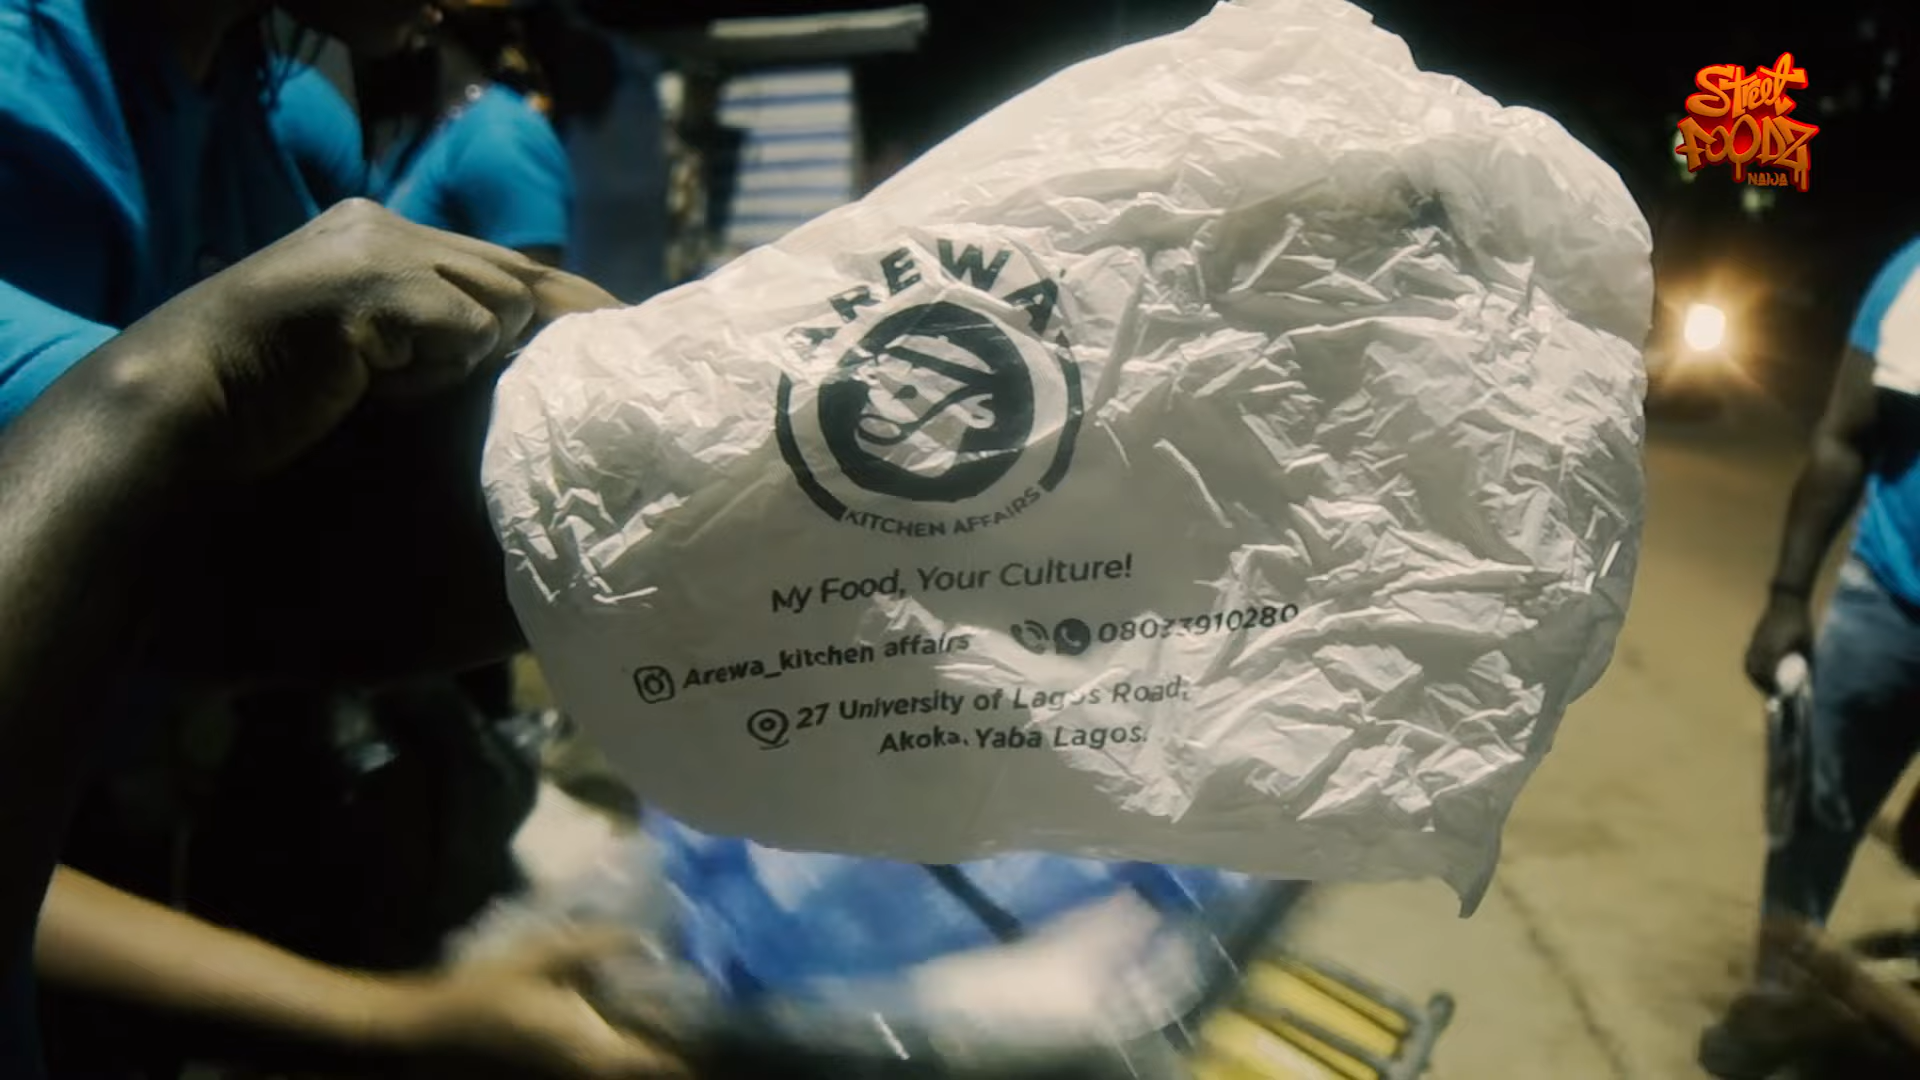 AREWA
KITCHEN AFFAIRS
My Food, Your Culture!
Arewa_kitchen affairs
27 University of Lagos Road,
Akoka, Yaba Lagos.
Street
FOODZ
NAIJA